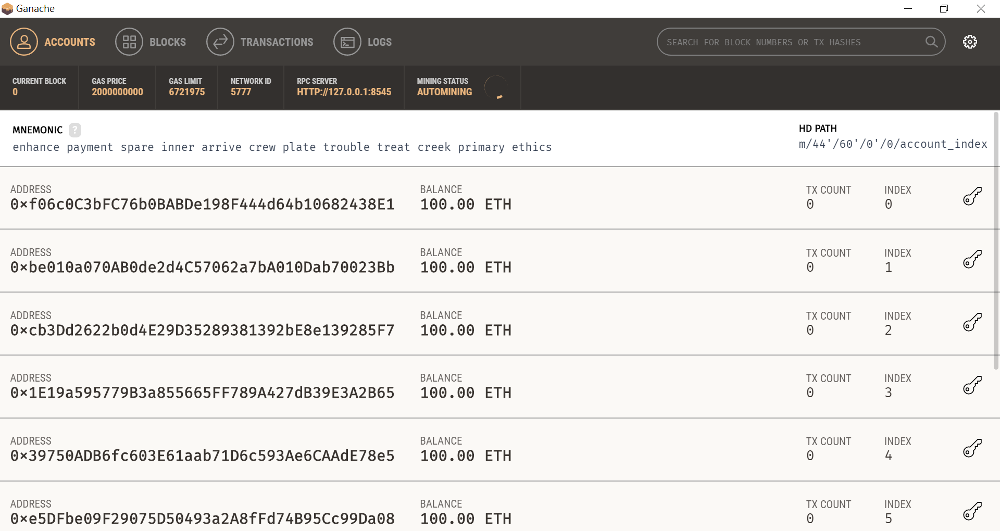 Ganache
ACCOUNTS BLOCKS TRANSACTIONS LOGS SEARCH FOR BLOCK NUMBERS OR TX HASHES
CURRENT BLOCK GAS PRICE GAS LIMIT NETWORK ID RPC SERVER MINING STATUS
0 2000000000 6721975 5777 HTTP://127.0.0.1:8545 AUTOMINING
MNEMONIC ? HD PATH
enhance payment spare inner arrive crew plate trouble treat creek primary ethics m/44'/60'/0'/0/account_index
ADDRESS BALANCE TX COUNT INDEX
0×f06c0C3bFC76b0BABDe198F444d64b10682438E1 100.00 ETH 0 0
ADDRESS BALANCE TX COUNT INDEX
0×be010a070AB0de2d4C57062a7bA010Dab70023Bb 100.00 ETH 0 1
ADDRESS BALANCE TX COUNT INDEX
0×cb3Dd2622b0d4E29D35289381392bE8e139285F7 100.00 ETH 0 2
ADDRESS BALANCE TX COUNT INDEX
0×1E19a595779B3a855665FF789A427dB39E3A2B65 100.00 ETH 0 3
ADDRESS BALANCE TX COUNT INDEX
0×39750ADB6fc603E61aab71D6c593Ae6CAAdE78e5 100.00 ETH 0 4
ADDRESS BALANCE TX COUNT INDEX
0×e5DFbe09F29075D50493a2A8fFd74B95Cc99Da08 100.00 ETH 0 5